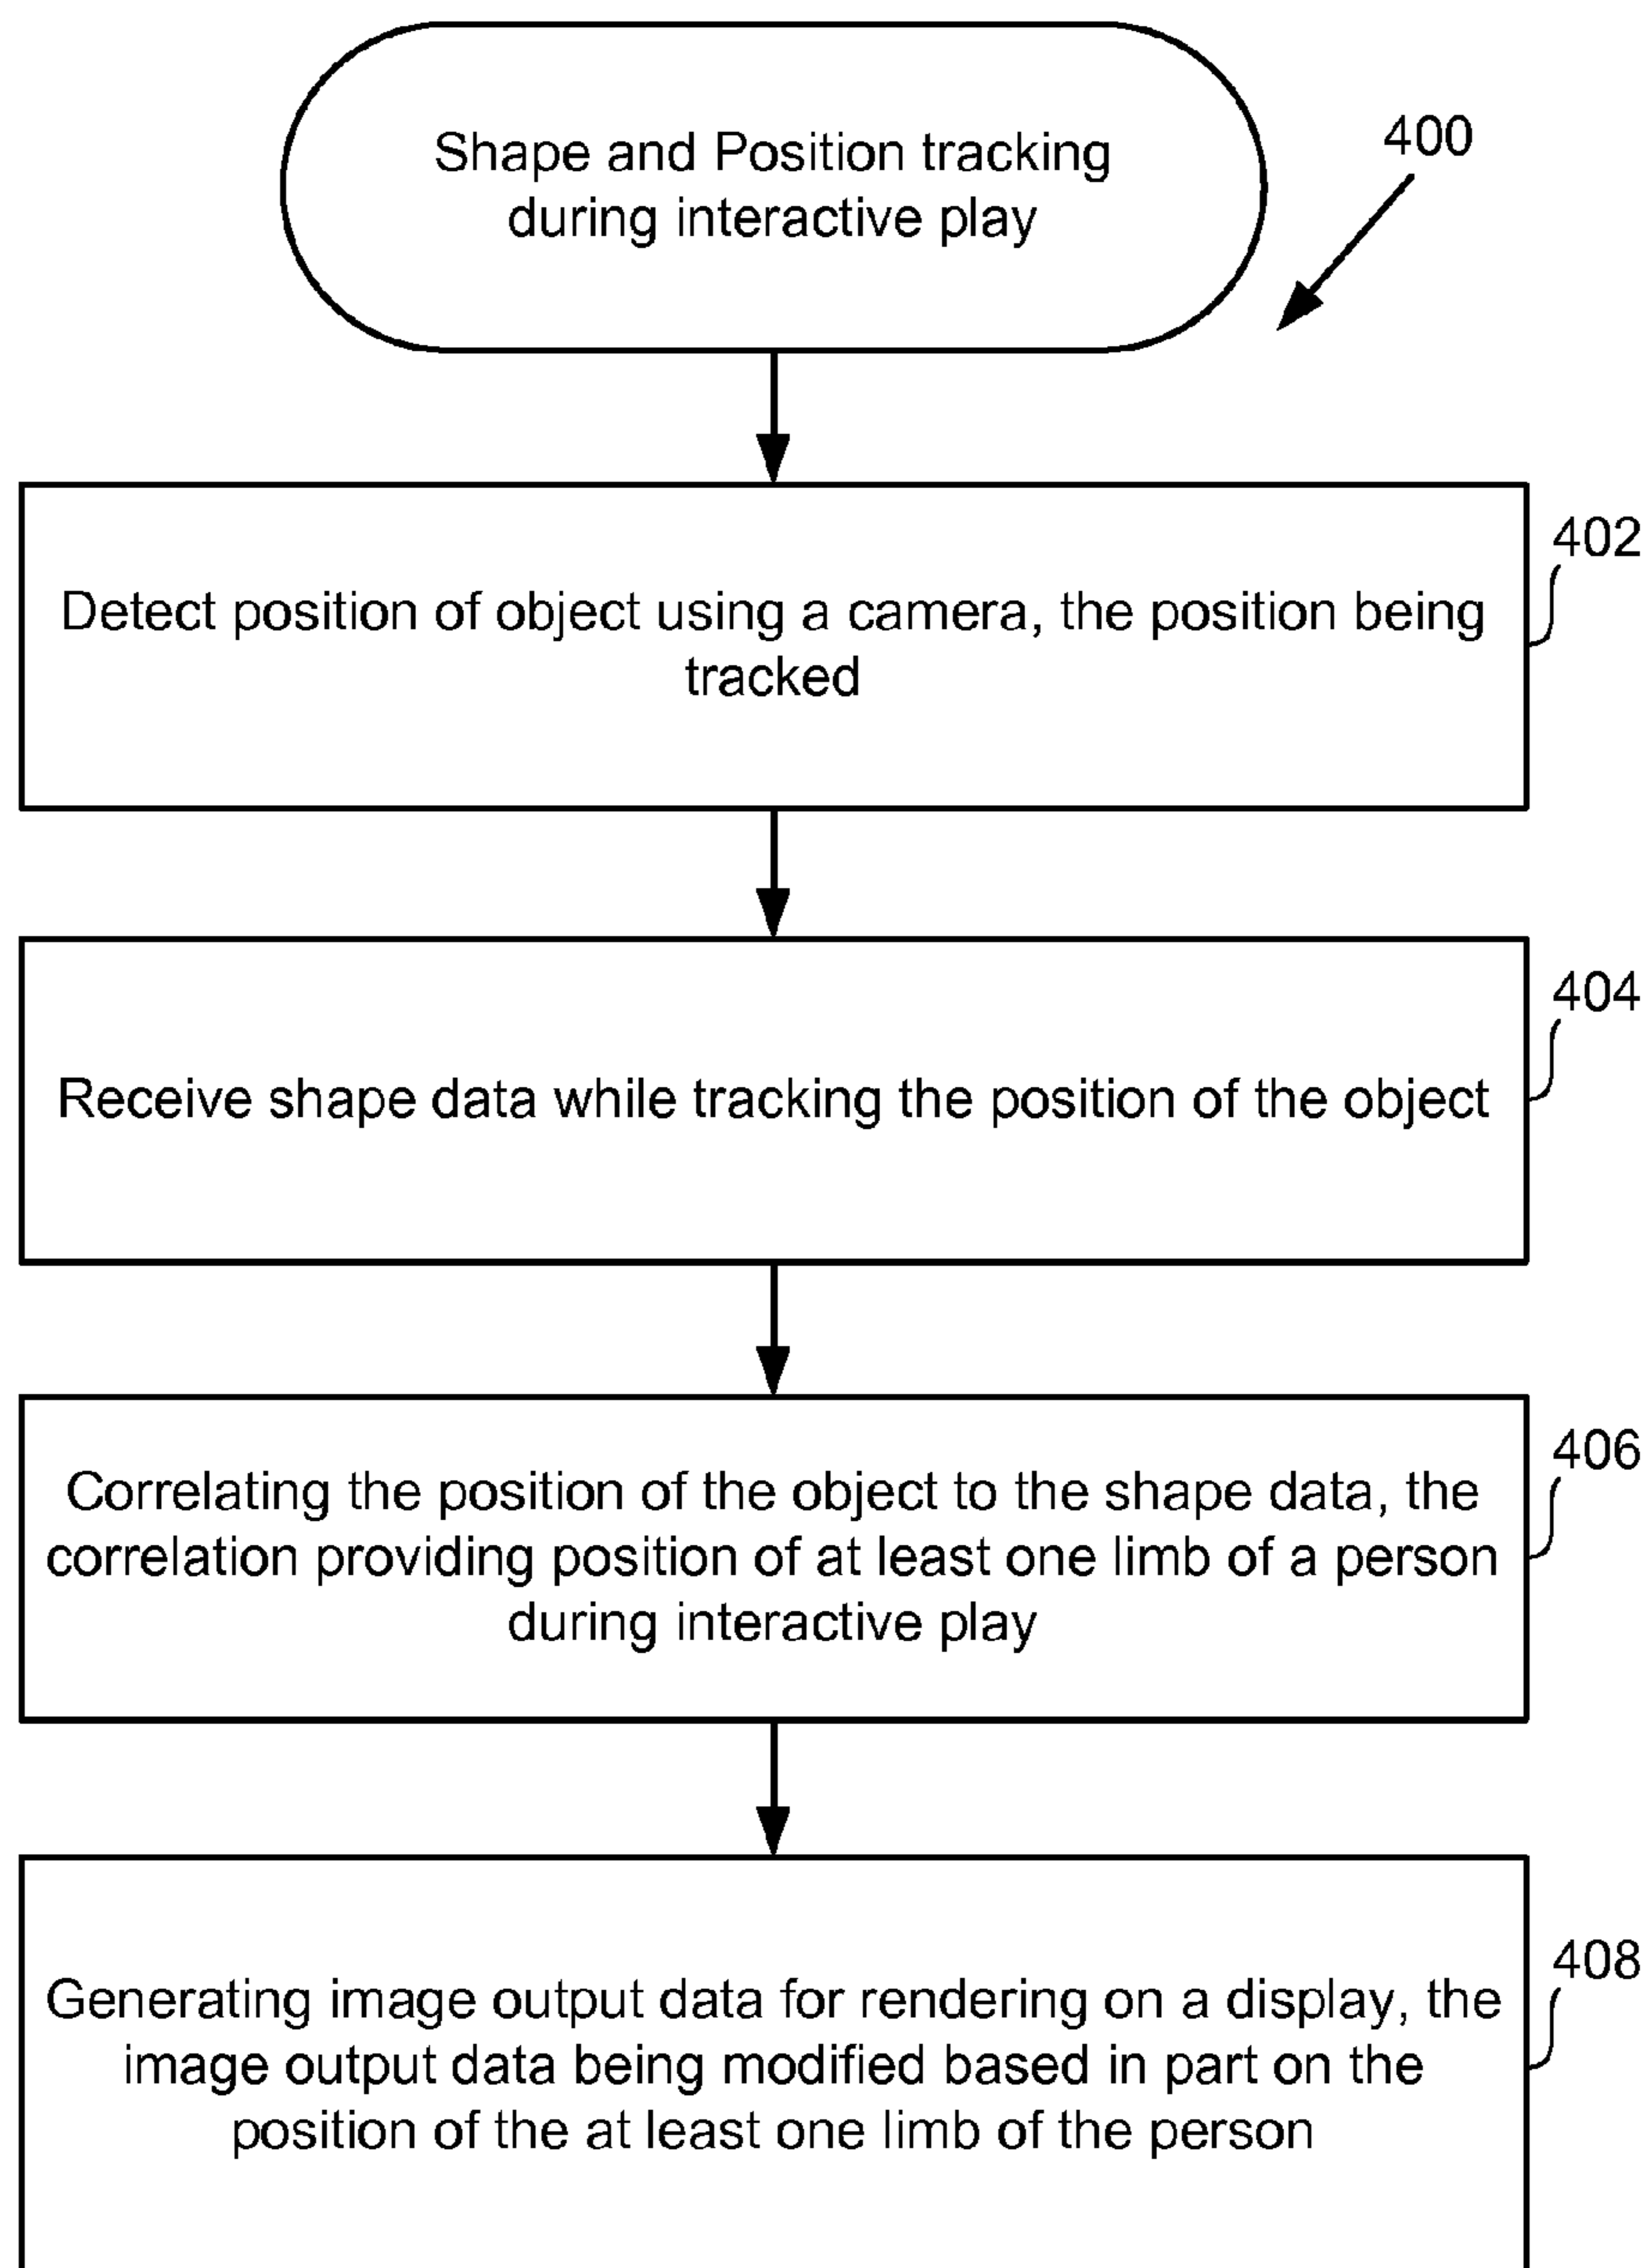 Shape and Position tracking
during interactive play
400
402
Detect position of object using a camera, the position being
tracked
404
Receive shape data while tracking the position of the object
406
Correlating the position of the object to the shape data, the
correlation providing position of at least one limb of a person
during interactive play
408
Generating image output data for rendering on a display, the
image output data being modified based in part on the
position of the at least one limb of the person